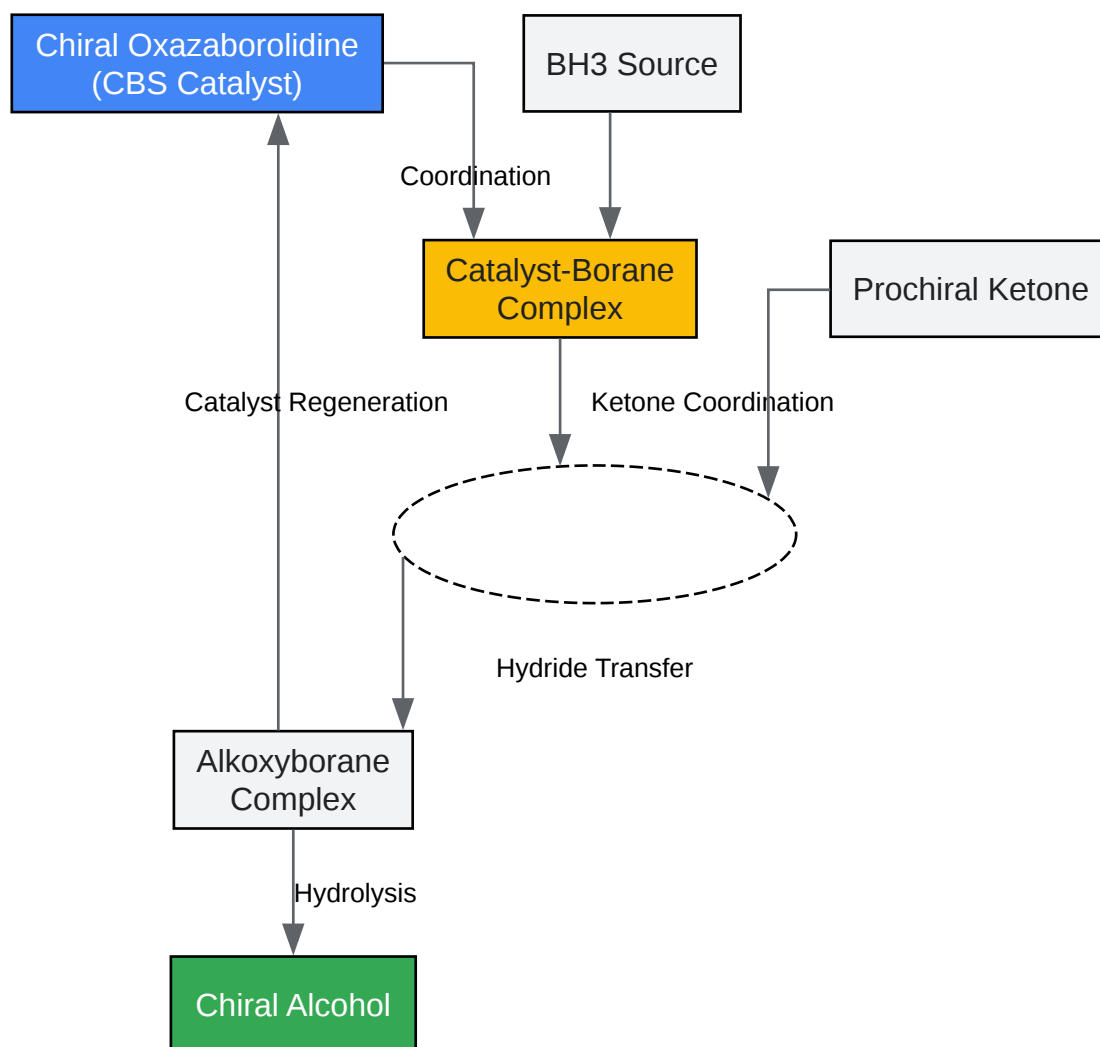 Chiral Oxazaborolidine
(CBS Catalyst)
BH3 Source
Coordination
Catalyst-Borane
Complex
Prochiral Ketone
Catalyst Regeneration
Ketone Coordination
Hydride Transfer
Alkoxyborane
Complex
Hydrolysis
Chiral Alcohol